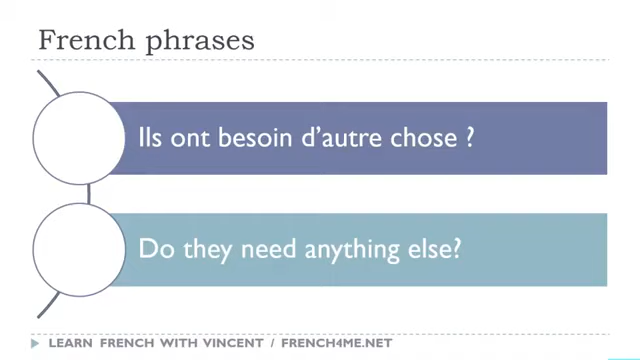 French phrases
Ils ont besoin d’autre chose ?
Do they need anything else?
LEARN FRENCH WITH VINCENT / FRENCH4ME.NET